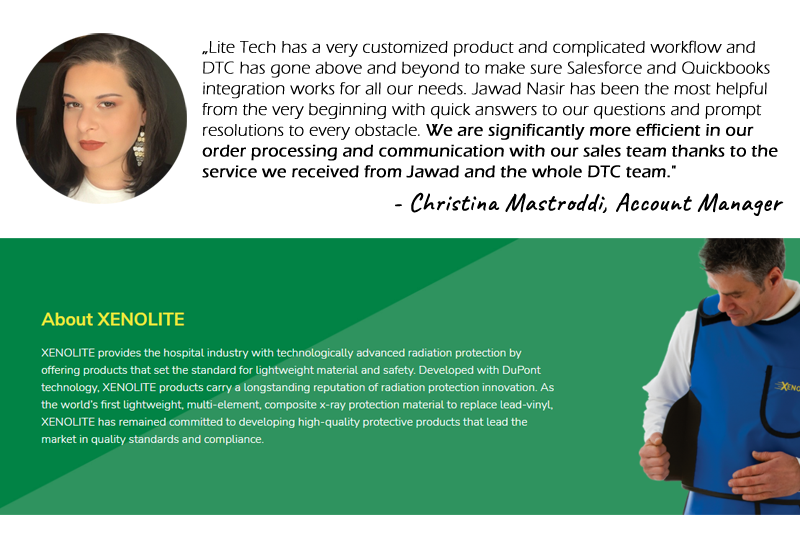 „Lite Tech has a very customized product and complicated workflow and
DTC has gone above and beyond to make sure Salesforce and Quickbooks
integration works for all our needs. Jawad Nasir has been the most helpful
from the very beginning with quick answers to our questions and prompt
resolutions to every obstacle. We are significantly more efficient in our
order processing and communication with our sales team thanks to the
service we received from Jawad and the whole DTC team."
- Christina Mastroddi, Account Manager
About XENOLITE
XENOLITE provides the hospital industry with technologically advanced radiation protection by
offering products that set the standard for lightweight material and safety. Developed with DuPont
technology, XENOLITE products carry a longstanding reputation of radiation protection innovation. As
the world's first lightweight, multi-element, composite x-ray protection material to replace lead-vinyl,
XENOLITE has remained committed to developing high-quality protective products that lead the
market in quality standards and compliance.
XENO